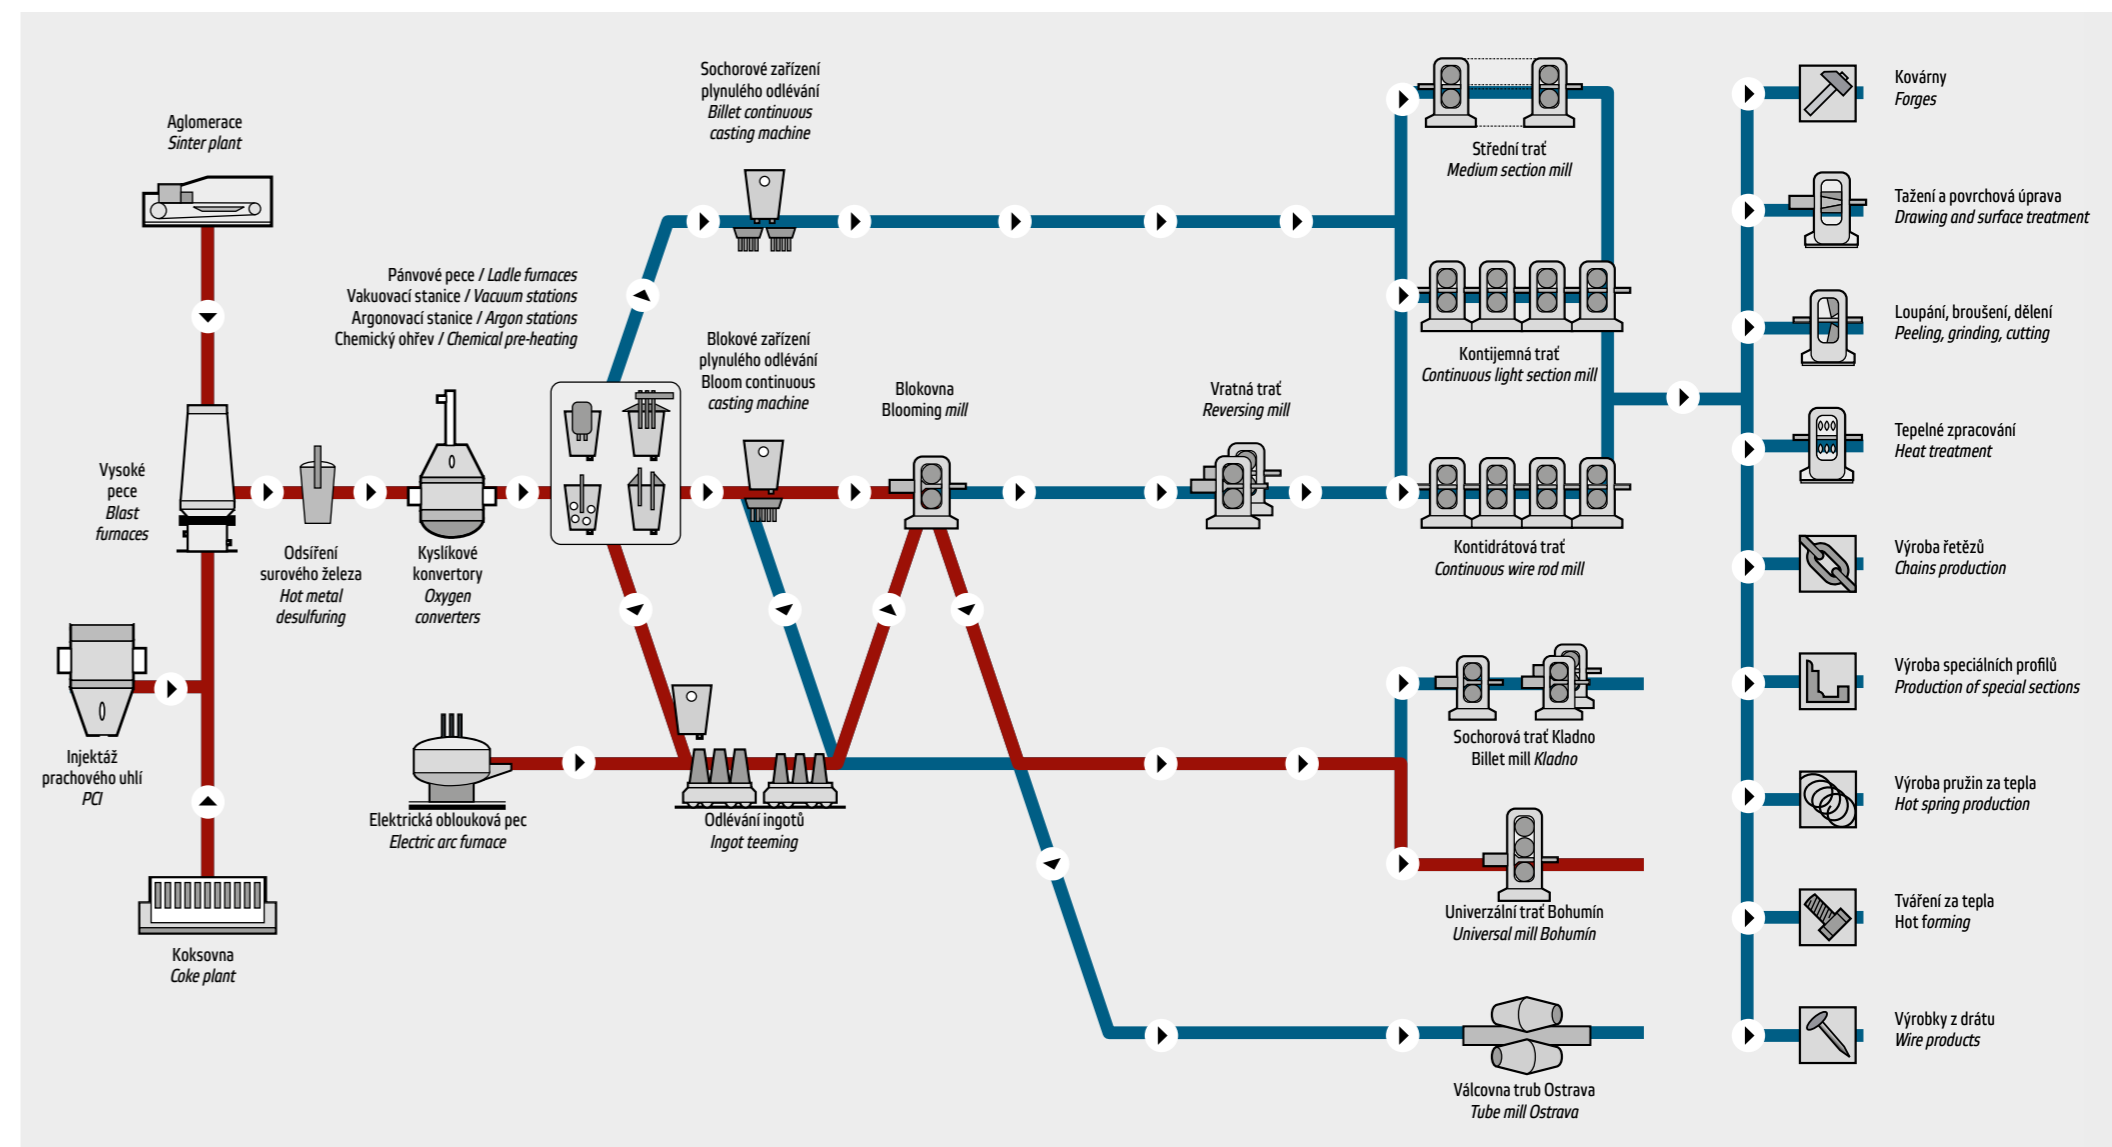 Aglomerace
Sinter plant
Vysoké
pece
Blast
furnaces
Injektáž
prachového uhlí
PCI
Koksovna
Coke plant
Odsíření
surového železa
Hot metal
desulfuring
Kyslíkové
konvertory
Oxygen
converters
Pánvové pece / Ladle furnaces
Vakuovací stanice / Vacuum stations
Argonovací stanice / Argon stations
Chemický ohřev / Chemical pre-heating
Elektrická oblouková pec
Electric arc furnace
Sochorové zařízení
plynulého odlévání
Billet continuous
casting machine
Blokové zařízení
plynulého odlévání
Bloom continuous
casting machine
Odlévání ingotů
Ingot teeming
Blokovna
Blooming mill
Vratná trať
Reversing mill
Střední trať
Medium section mill
Kontijemná trať
Continuous light section mill
Kontidrátová trať
Continuous wire rod mill
Sochorová trať Kladno
Billet mill Kladno
Univerzální trať Bohumín
Universal mill Bohumín
Válcovna trub Ostrava
Tube mill Ostrava
Kovárny
Forges
Tažení a povrchová úprava
Drawing and surface treatment
Loupání, broušení, dělení
Peeling, grinding, cutting
Tepelné zpracování
Heat treatment
Výroba řetězů
Chains production
Výroba speciálních profilů
Production of special sections
Výroba pružin za tepla
Hot spring production
Tváření za tepla
Hot forming
Výrobky z drátu
Wire products